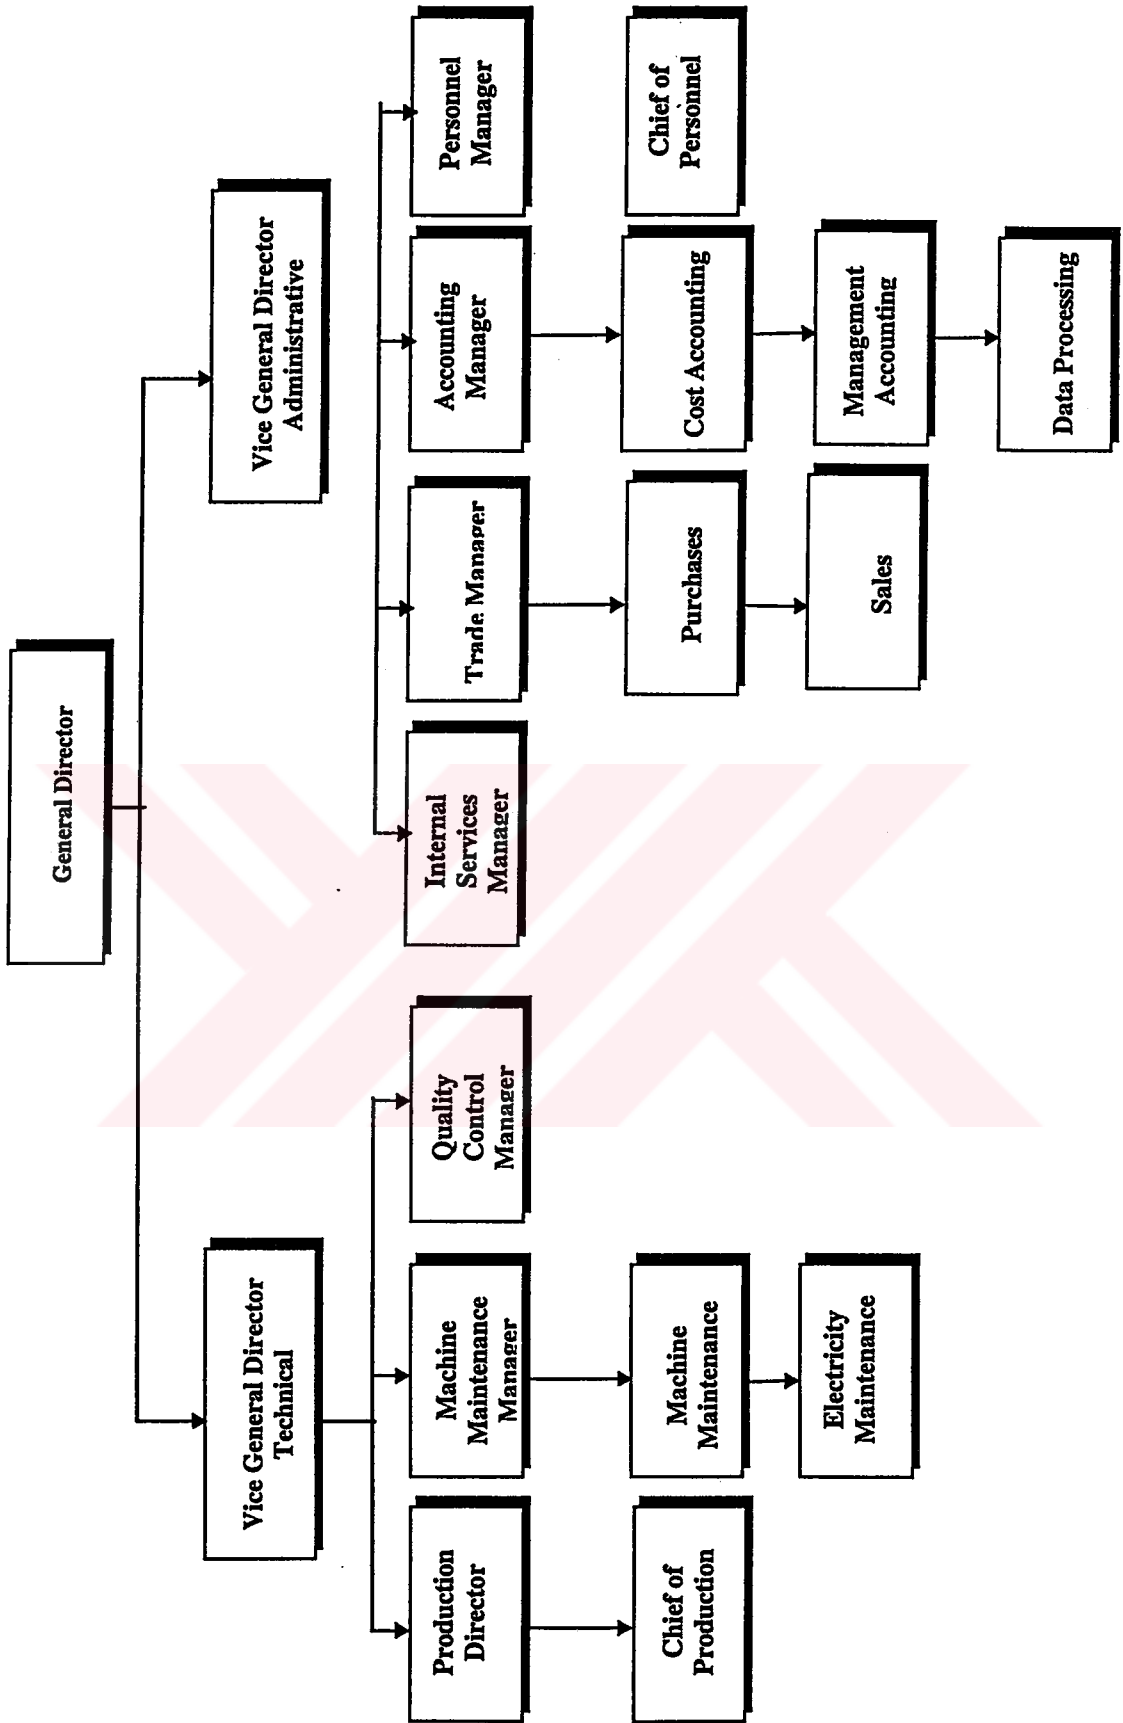 General Director
Vice General Director
Technical
Vice General Director
Administrative
Production
Director
Machine
Maintenance
Manager
Quality
Control
Manager
Internal
Services
Manager
Trade Manager
Accounting
Manager
Personnel
Manager
Chief of
Production
Machine
Maintenance
Purchases
Cost Accounting
Chief of
Personnel
Electricity
Maintenance
Sales
Management
Accounting
Data Processing